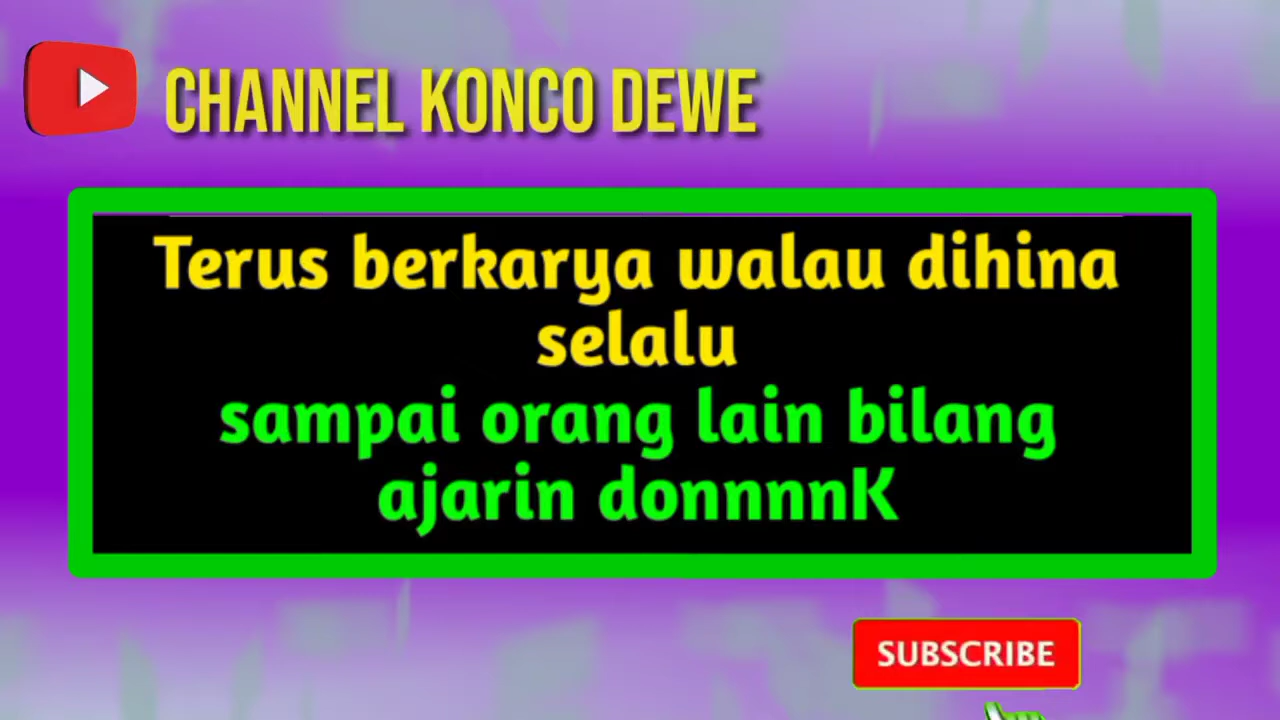 CHANNEL KONCO DEWE
Terus berkarya walau dihina
selalu
sampai orang lain bilang
ajarin donnnnK
SUBSCRIBE